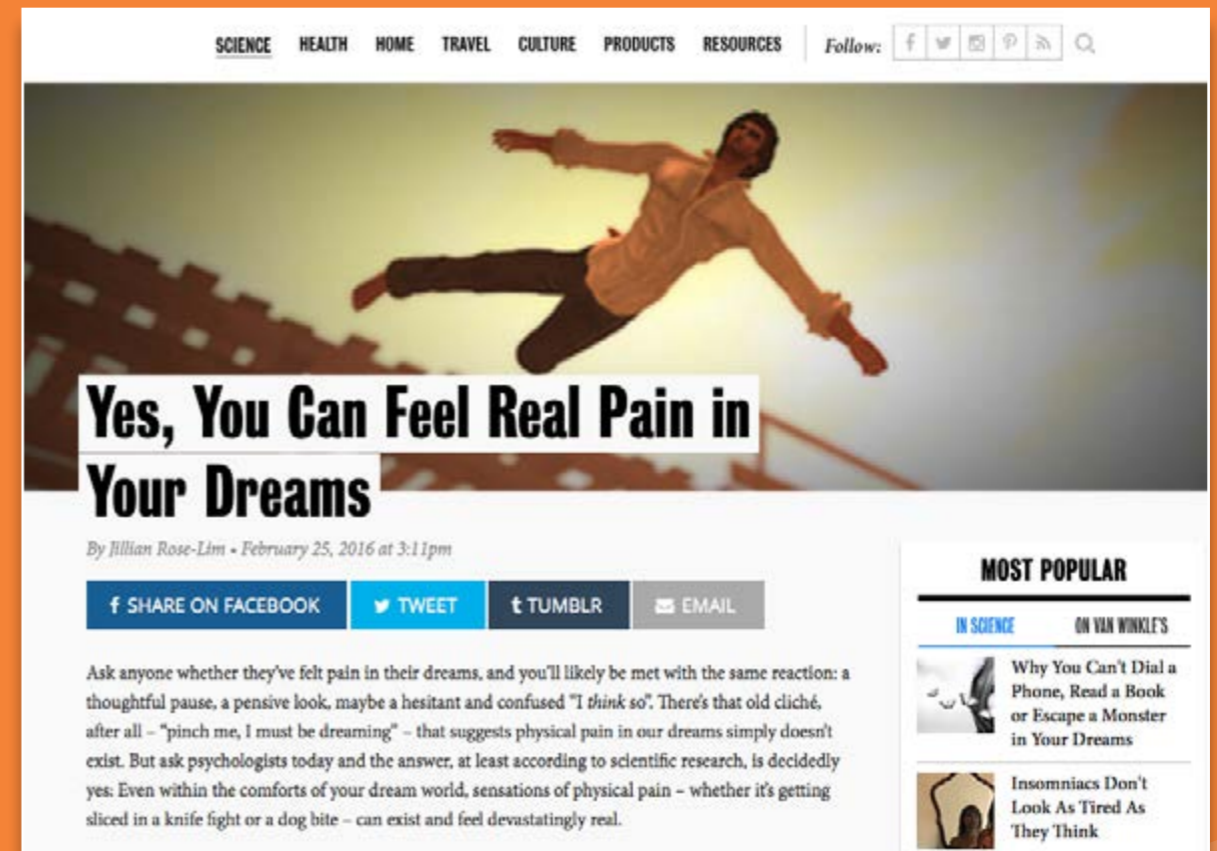 SCIENCE HEALTH HOME TRAVEL CULTURE PRODUCTS RESOURCES Follow:
Yes, You Can Feel Real Pain in
Your Dreams
By Jillian Rose-Lim • February 25, 2016 at 3:11pm
f SHARE ON FACEBOOK TWEET t TUMBLR EMAIL
Ask anyone whether they've felt pain in their dreams, and you'll likely be met with the same reaction: a
thoughtful pause, a pensive look, maybe a hesitant and confused "I think so". There's that old cliché,
after all – "pinch me, I must be dreaming" – that suggests physical pain in our dreams simply doesn't
exist. But ask psychologists today and the answer, at least according to scientific research, is decidedly
yes: Even within the comforts of your dream world, sensations of physical pain – whether it's getting
sliced in a knife fight or a dog bite – can exist and feel devastatingly real.
MOST POPULAR
IN SCIENCE ON VAN WINKLE'S
Why You Can't Dial a
Phone, Read a Book
or Escape a Monster
in Your Dreams
Insomniacs Don't
Look As Tired As
They Think